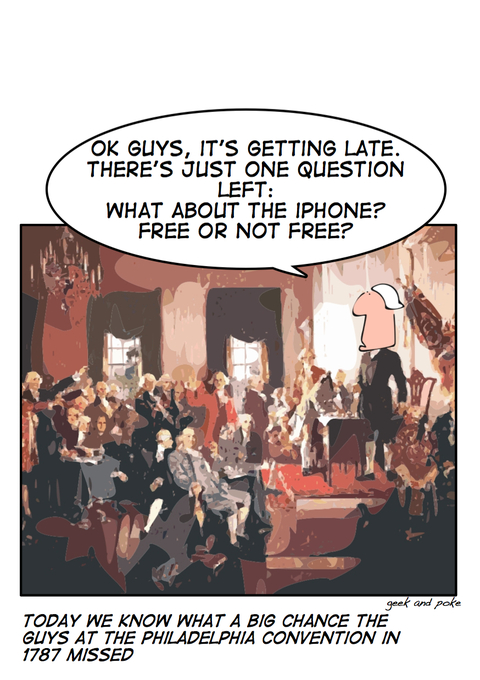 OK GUYS, IT'S GETTING LATE.
THERE'S JUST ONE QUESTION
LEFT:
WHAT ABOUT THE IPHONE?
FREE OR NOT FREE?
geek and poke
TODAY WE KNOW WHAT A BIG CHANCE THE
GUYS AT THE PHILADELPHIA CONVENTION IN
1787 MISSED